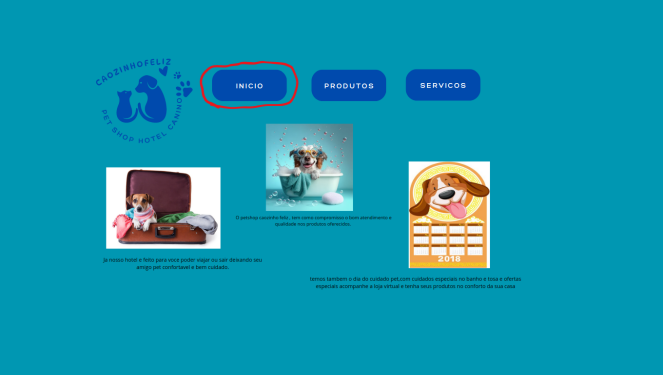 CAOZINHOFELIZ
PET SHOP HOTEL CANINO
INICIO
PRODUTOS
SERVICOS
O petshop caozinho feliz , tem como compromisso o bom atendimento e
qualidade nos produtos oferecidos.
2018
Ja nosso hotel e feito para voce poder viajar ou sair deixando seu
amigo pet confortavel e bem cuidado.
temos tambem o dia do cuidado pet,com cuidados especiais no banho e tosa e ofertas
especiais acompanhe a loja virtual e tenha seus produtos no conforto da sua casa